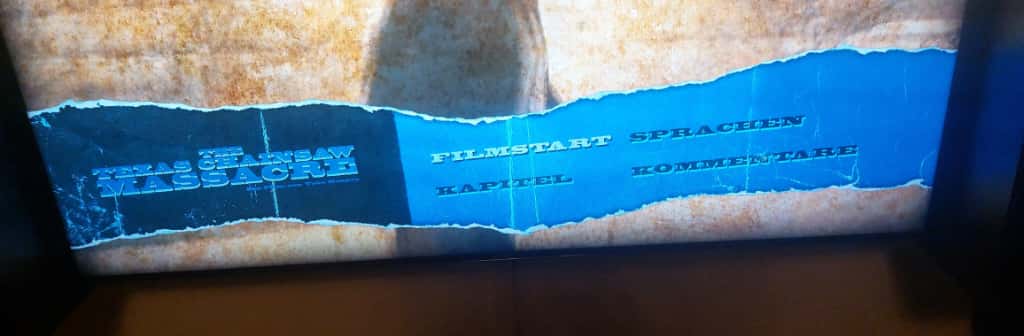 THE
TEXAS CHAINSAW
MASSACRE
FILMSTART
SPRACHEN
KAPITEL
KOMMENTARE